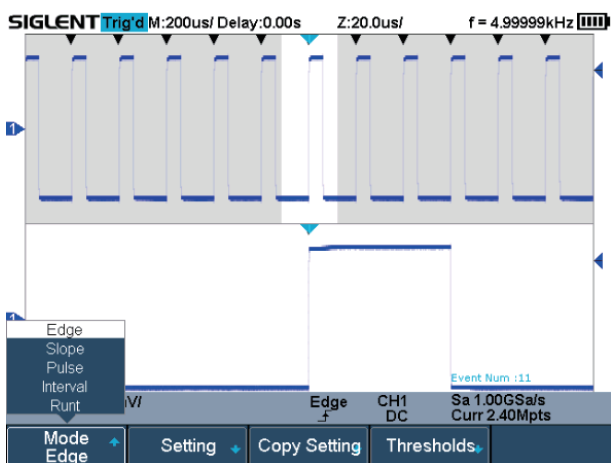 SIGLENT Trig'd M:200us/ Delay:0.00s Z:20.0us/ f = 4.99999kHz
1
1
Edge
Slope
Pulse
Interval
Runt
Event Num :11
V/ Edge CH1 Sa 1.00GSa/s
DC Curr 2.40Mpts
Mode Setting Copy Setting Thresholds
Edge